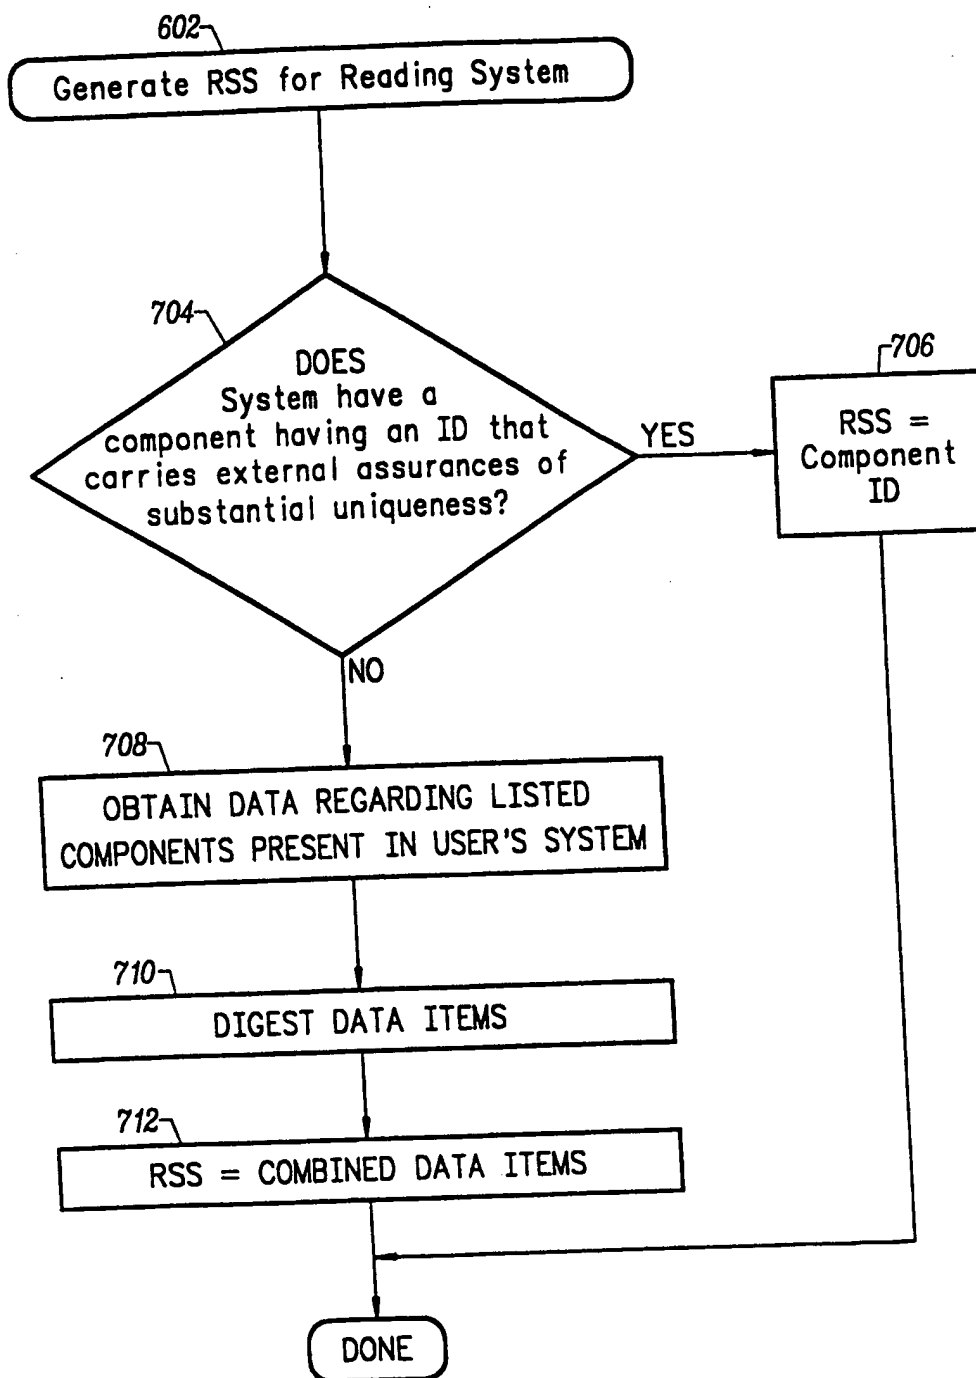 602
Generate RSS for Reading System
704
DOES
System have a
component having an ID that
carries external assurances of
substantial uniqueness?
YES
706
RSS =
Component
ID
NO
708
OBTAIN DATA REGARDING LISTED
COMPONENTS PRESENT IN USER'S SYSTEM
710
DIGEST DATA ITEMS
712
RSS = COMBINED DATA ITEMS
DONE